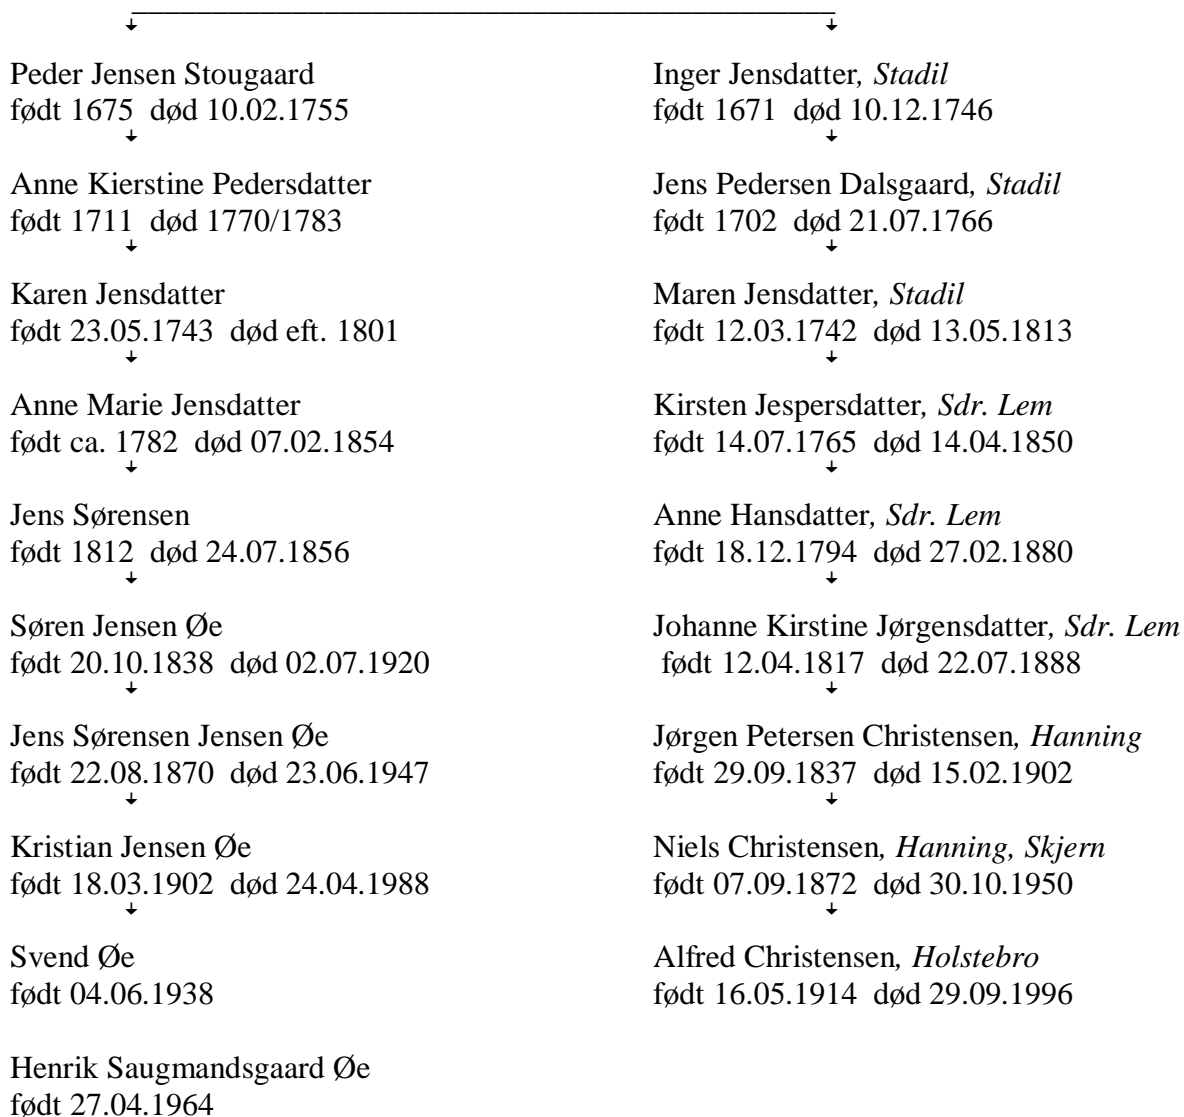 Peder Jensen Stougaard
født 1675 død 10.02.1755
Anne Kierstine Pedersdatter
født 1711 død 1770/1783
Karen Jensdatter
født 23.05.1743 død eft. 1801
Anne Marie Jensdatter
født ca. 1782 død 07.02.1854
Jens Sørensen
født 1812 død 24.07.1856
Søren Jensen Øe
født 20.10.1838 død 02.07.1920
Jens Sørensen Jensen Øe
født 22.08.1870 død 23.06.1947
Kristian Jensen Øe
født 18.03.1902 død 24.04.1988
Svend Øe
født 04.06.1938
Henrik Saugmandsgaard Øe
født 27.04.1964
Inger Jensdatter, Stadil
født 1671 død 10.12.1746
Jens Pedersen Dalsgaard, Stadil
født 1702 død 21.07.1766
Maren Jensdatter, Stadil
født 12.03.1742 død 13.05.1813
Kirsten Jespersdatter, Sdr. Lem
født 14.07.1765 død 14.04.1850
Anne Hansdatter, Sdr. Lem
født 18.12.1794 død 27.02.1880
Johanne Kirstine Jørgensdatter, Sdr. Lem
født 12.04.1817 død 22.07.1888
Jørgen Petersen Christensen, Hanning
født 29.09.1837 død 15.02.1902
Niels Christensen, Hanning, Skjern
født 07.09.1872 død 30.10.1950
Alfred Christensen, Holstebro
født 16.05.1914 død 29.09.1996